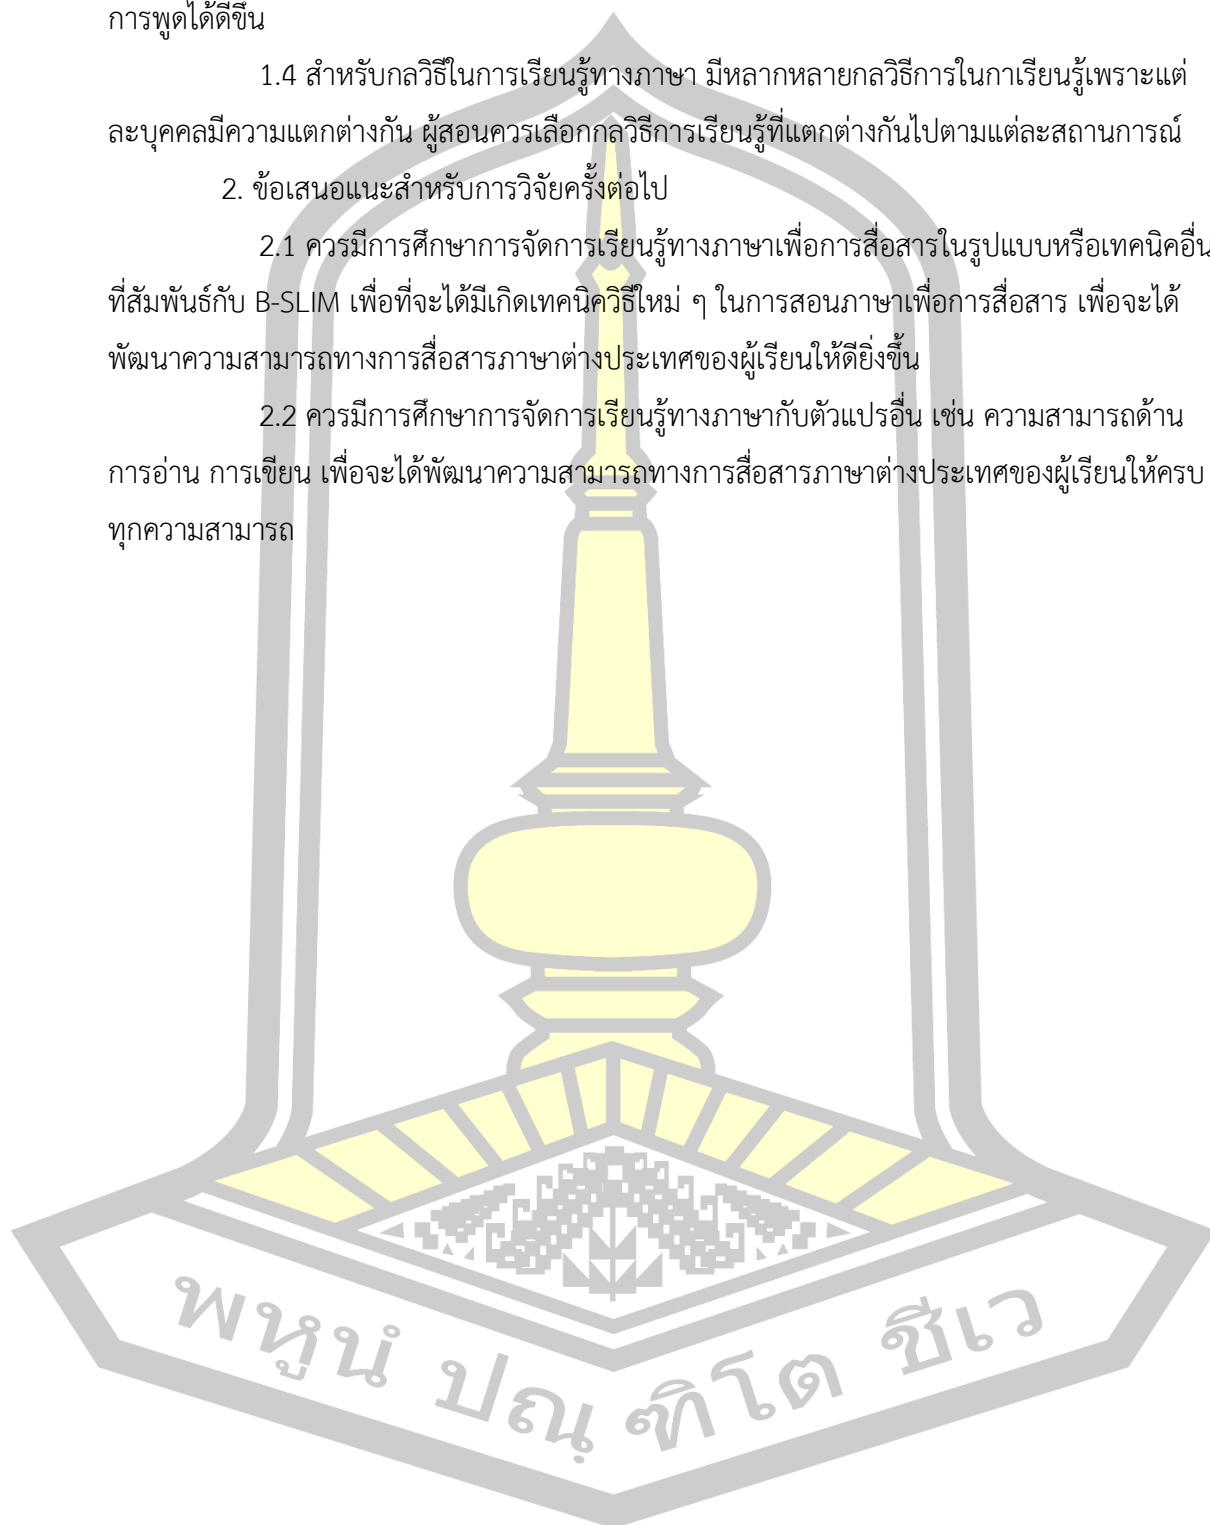 การพูดได้ดีขึ้น
1.4 สำหรับกลวิธีในการเรียนรู้ทางภาษา มีหลากหลายกลวิธีการในกาเรียนรู้เพราะแต่
ละบุคคลมีความแตกต่างกัน ผู้สอนควรเลือกกลวิธีการเรียนรู้ที่แตกต่างกันไปตามแต่ละสถานการณ์
2. ข้อเสนอแนะสำหรับการวิจัยครั้งต่อไป
2.1 ควรมีการศึกษาการจัดการเรียนรู้ทางภาษาเพื่อการสื่อสารในรูปแบบหรือเทคนิคอื่น
ที่สัมพันธ์กับ B-SLIM เพื่อที่จะได้มีเกิดเทคนิควิธีใหม่ ๆ ในการสอนภาษาเพื่อการสื่อสาร เพื่อจะได้
พัฒนาความสามารถทางการสื่อสารภาษาต่างประเทศของผู้เรียนให้ดียิ่งขึ้น
2.2 ควรมีการศึกษาการจัดการเรียนรู้ทางภาษากับตัวแปรอื่น เช่น ความสามารถด้าน
การอ่าน การเขียน เพื่อจะได้พัฒนาความสามารถทางการสื่อสารภาษาต่างประเทศของผู้เรียนให้ครบ
ทุกความสามารถ
พหูนํ ปณฺฑิโต ชีเว